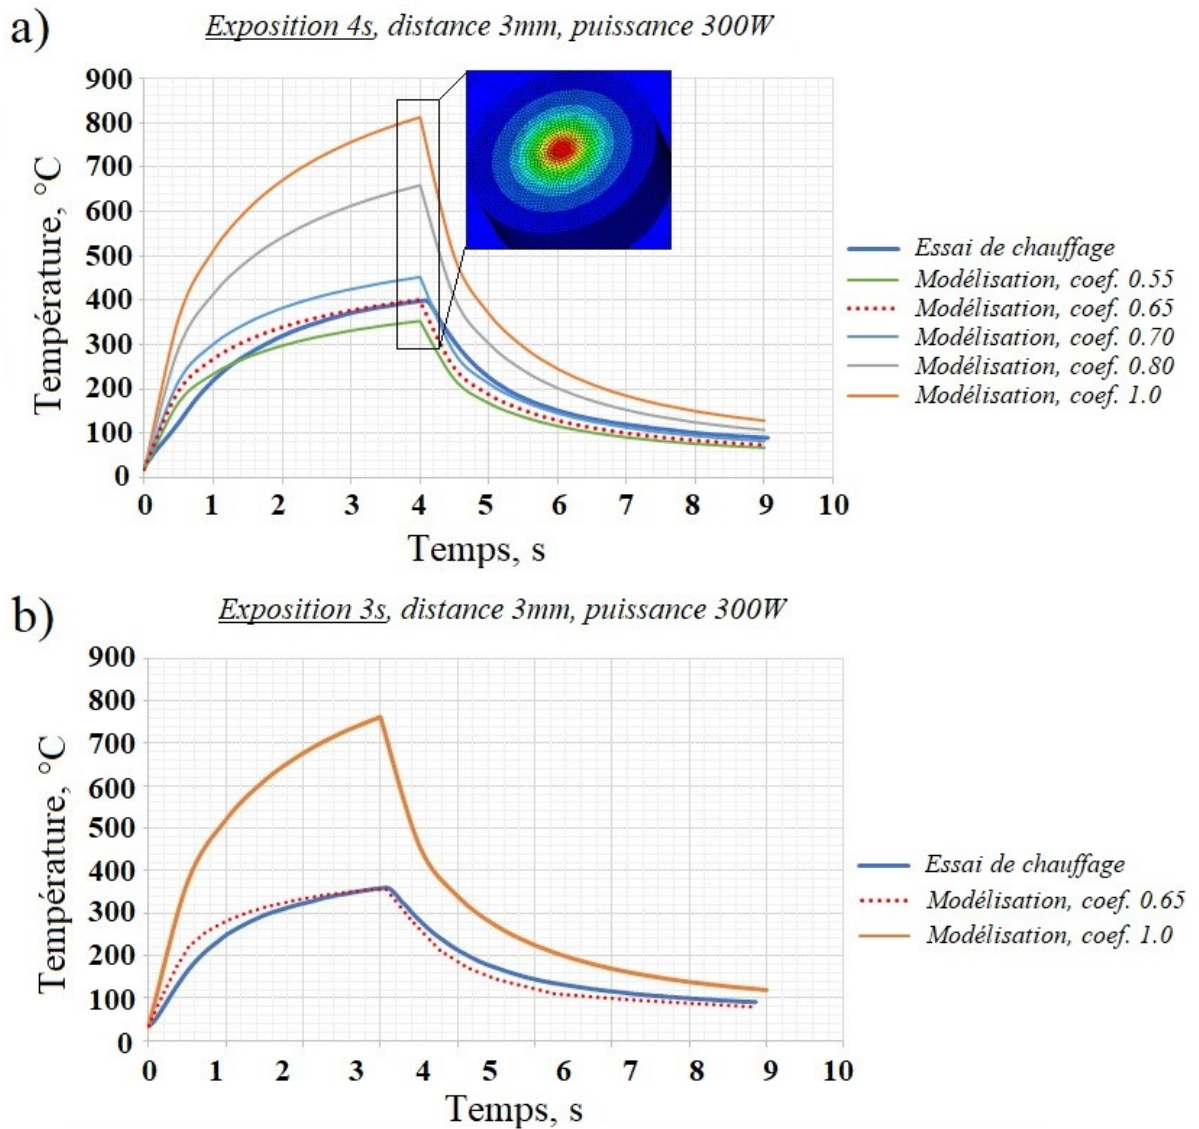 a)
Exposition 4s, distance 3mm, puissance 300W
900
800
700
600
500
400
300
200
100
0
Température, °C
0 1 2 3 4 5 6 7 8 9 10
Temps, s
Essai de chauffage
Modélisation, coef. 0.55
Modélisation, coef. 0.65
Modélisation, coef. 0.70
Modélisation, coef. 0.80
Modélisation, coef. 1.0
b)
Exposition 3s, distance 3mm, puissance 300W
900
800
700
600
500
400
300
200
100
0
Température, °C
0 1 2 3 4 5 6 7 8 9 10
Temps, s
Essai de chauffage
Modélisation, coef. 0.65
Modélisation, coef. 1.0